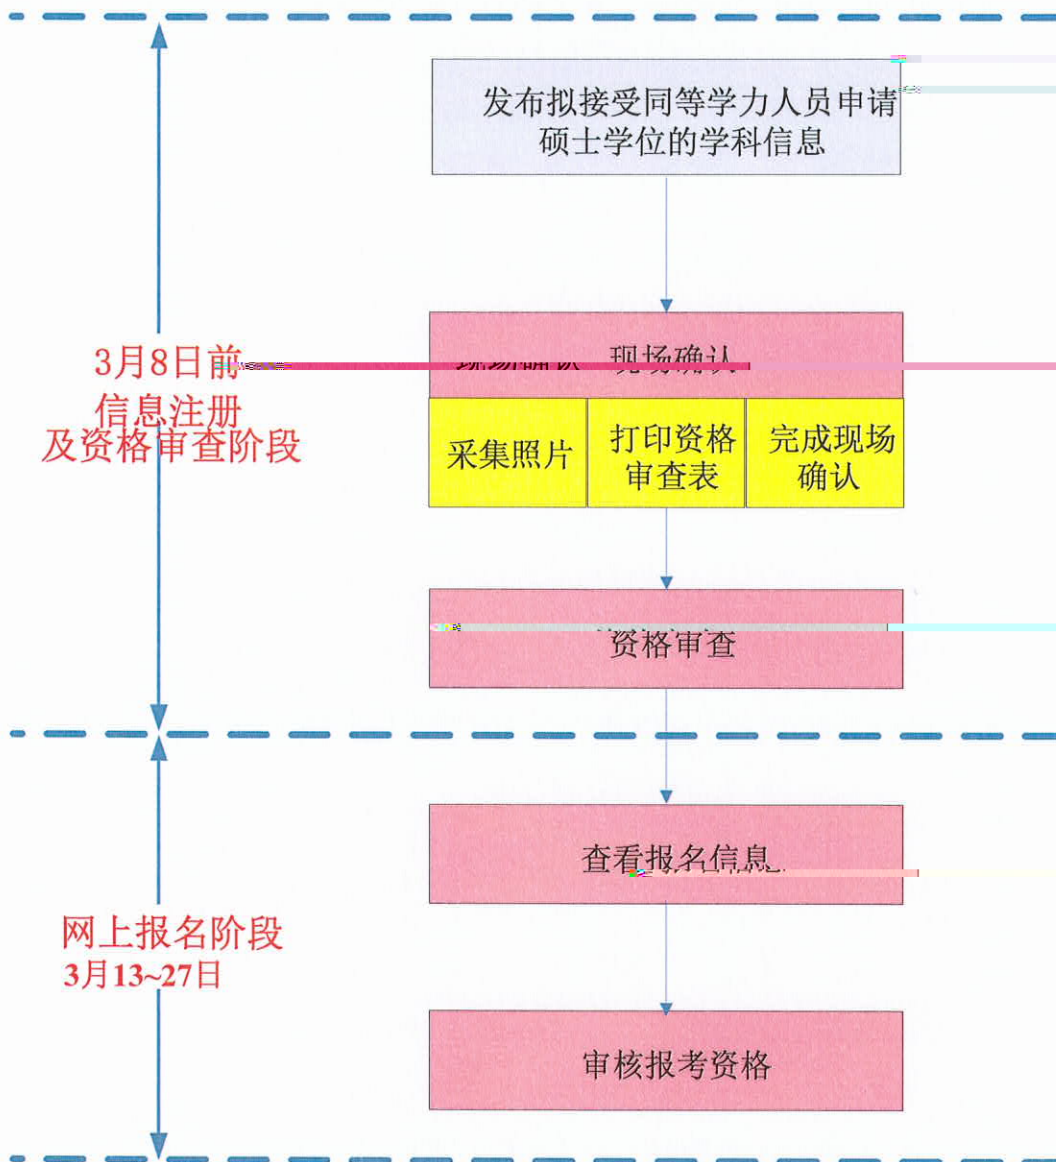 发布拟接受同等学力人员申请
硕士学位的学科信息
3月8日前
信息注册
及资格审查阶段
现场确认
采集照片
打印资格
审查表
完成现场
确认
资格审查
查看报名信息
网上报名阶段
3月13~27日
审核报考资格